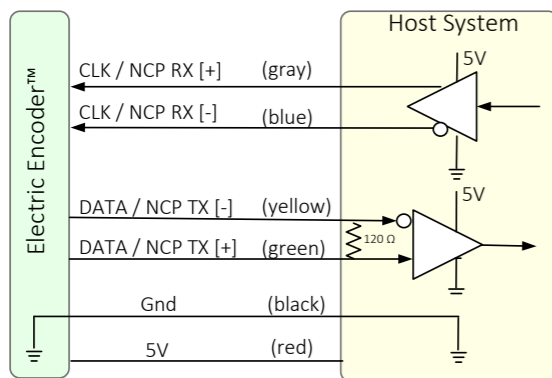 Host System
5V
CLK / NCP RX [+] (gray)
CLK / NCP RX [-] (blue)
Electric Encoder™
5V
DATA / NCP TX [-] (yellow)
120 Ω
DATA / NCP TX [+] (green)
Gnd (black)
5V (red)